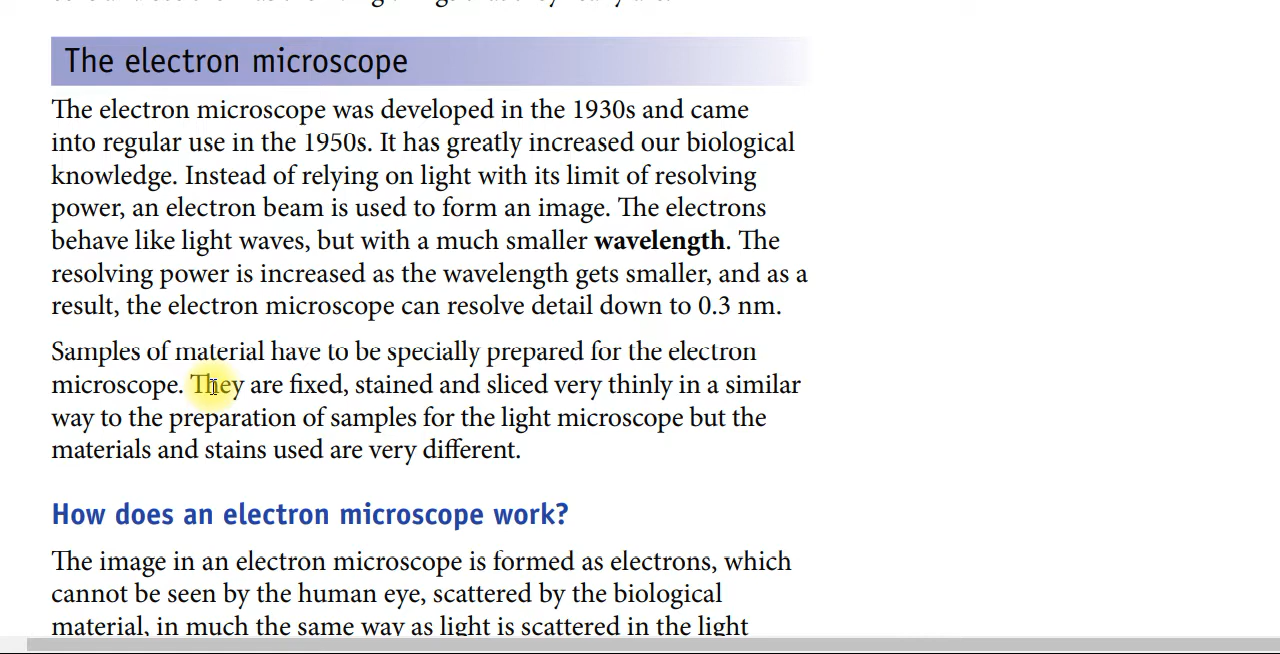 The electron microscope
The electron microscope was developed in the 1930s and came
into regular use in the 1950s. It has greatly increased our biological
knowledge. Instead of relying on light with its limit of resolving
power, an electron beam is used to form an image. The electrons
behave like light waves, but with a much smaller wavelength. The
resolving power is increased as the wavelength gets smaller, and as a
result, the electron microscope can resolve detail down to 0.3 nm.
Samples of material have to be specially prepared for the electron
microscope. They are fixed, stained and sliced very thinly in a similar
way to the preparation of samples for the light microscope but the
materials and stains used are very different.
How does an electron microscope work?
The image in an electron microscope is formed as electrons, which
cannot be seen by the human eye, scattered by the biological
material, in much the same way as light is scattered in the light